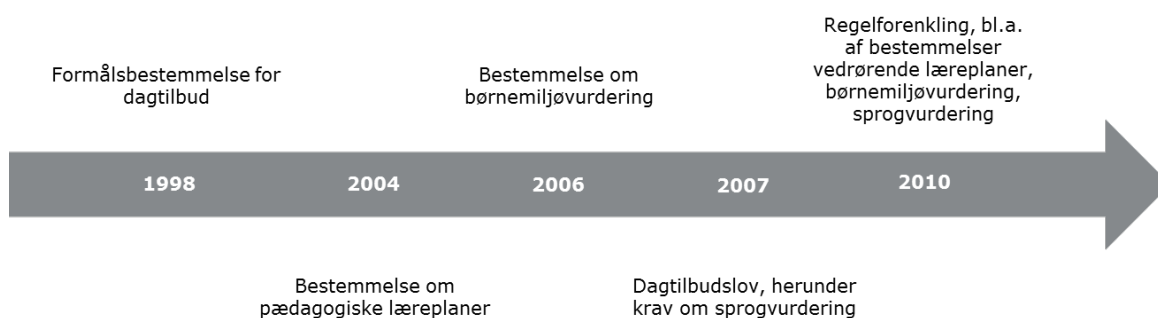 Formålsbestemmelse for
dagtilbud
Bestemmelse om
børnemiljøvurdering
Regelforenkling, bl.a.
af bestemmelser
vedrørende læreplaner,
børnemiljøvurdering,
sprogvurdering
1998
2004
2006
2007
2010
Bestemmelse om
pædagogiske læreplaner
Dagtilbudslov, herunder
krav om sprogvurdering